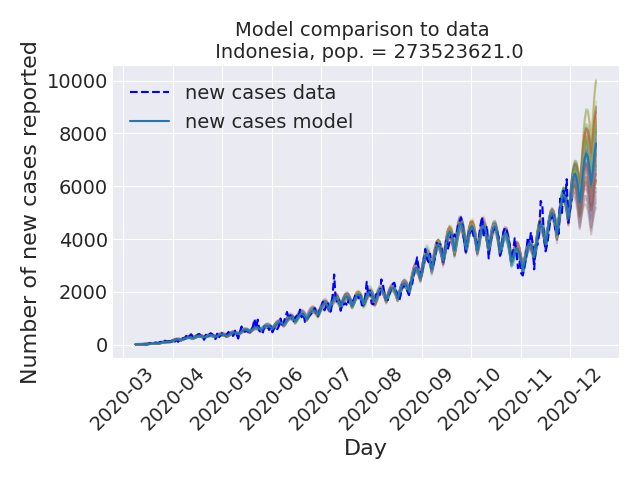 Model comparison to data
Indonesia, pop. = 273523621.0
Number of new cases reported
10000
8000
6000
4000
2000
0
new cases data
new cases model
2020-03
2020-04
2020-05
2020-06
2020-07
2020-08
2020-09
2020-10
2020-11
2020-12
Day